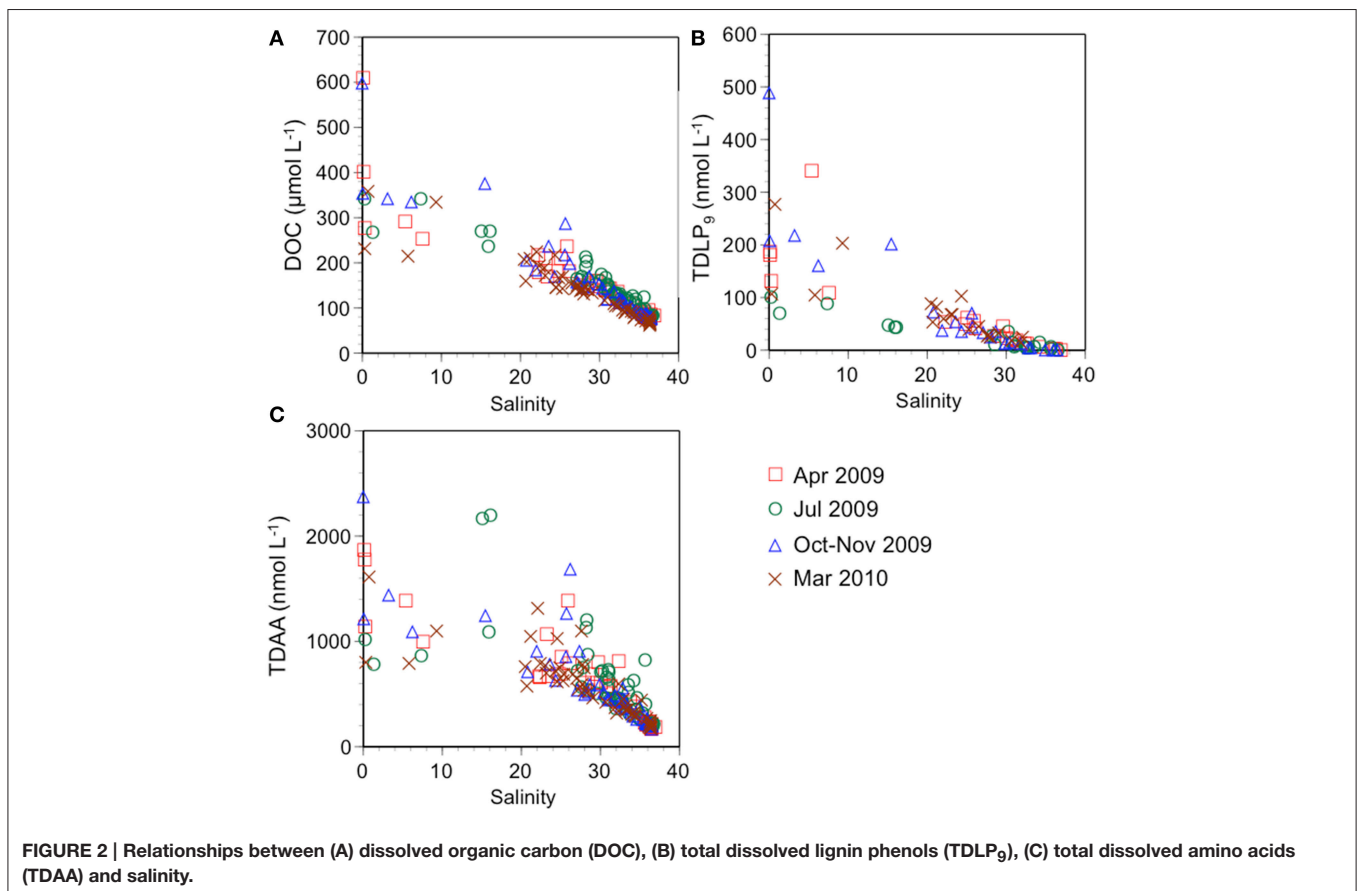 A
700
600
500
400
300
200
100
0
DOC (µmol L-1)
0 10 20 30 40
Salinity
B
600
500
400
300
200
100
0
TDLP9 (nmol L-1)
0 10 20 30 40
Salinity
C
3000
2000
1000
0
TDAA (nmol L-1)
0 10 20 30 40
Salinity
Apr 2009
Jul 2009
Oct-Nov 2009
Mar 2010
FIGURE 2 | Relationships between (A) dissolved organic carbon (DOC), (B) total dissolved lignin phenols (TDLP9), (C) total dissolved amino acids
(TDAA) and salinity.